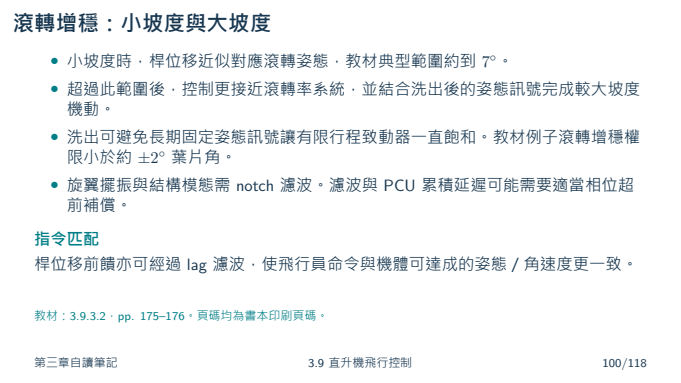 滾轉增穩：小坡度與大坡度
• 小坡度時，桿位移近似對應滾轉姿態，教材典型範圍約到 7°。
• 超過此範圍後，控制更接近滾轉率系統，並結合洗出後的姿態訊號完成較大坡度
機動。
• 洗出可避免長期固定姿態訊號讓有限行程致動器一直飽和。教材例子滾轉增穩權
限小於約 ±2° 葉片角。
• 旋翼擺振與結構模態需 notch 濾波。濾波與 PCU 累積延遲可能需要適當相位超
前補償。
指令匹配
桿位移前饋亦可經過 lag 濾波，使飛行員命令與機體可達成的姿態 / 角速度更一致。
教材：3.9.3.2，pp. 175–176。頁碼均為書本印刷頁碼。
第三章自讀筆記
3.9 直升機飛行控制
100/118